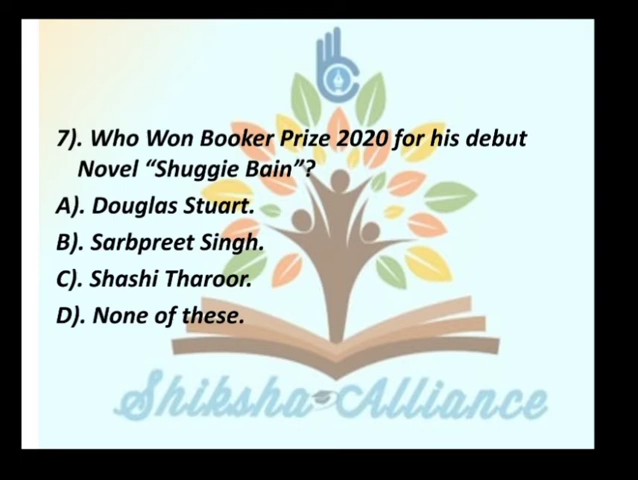 7). Who Won Booker Prize 2020 for his debut
Novel “Shuggie Bain”?
A). Douglas Stuart.
B). Sarbpreet Singh.
C). Shashi Tharoor.
D). None of these.
Shiksha Alliance